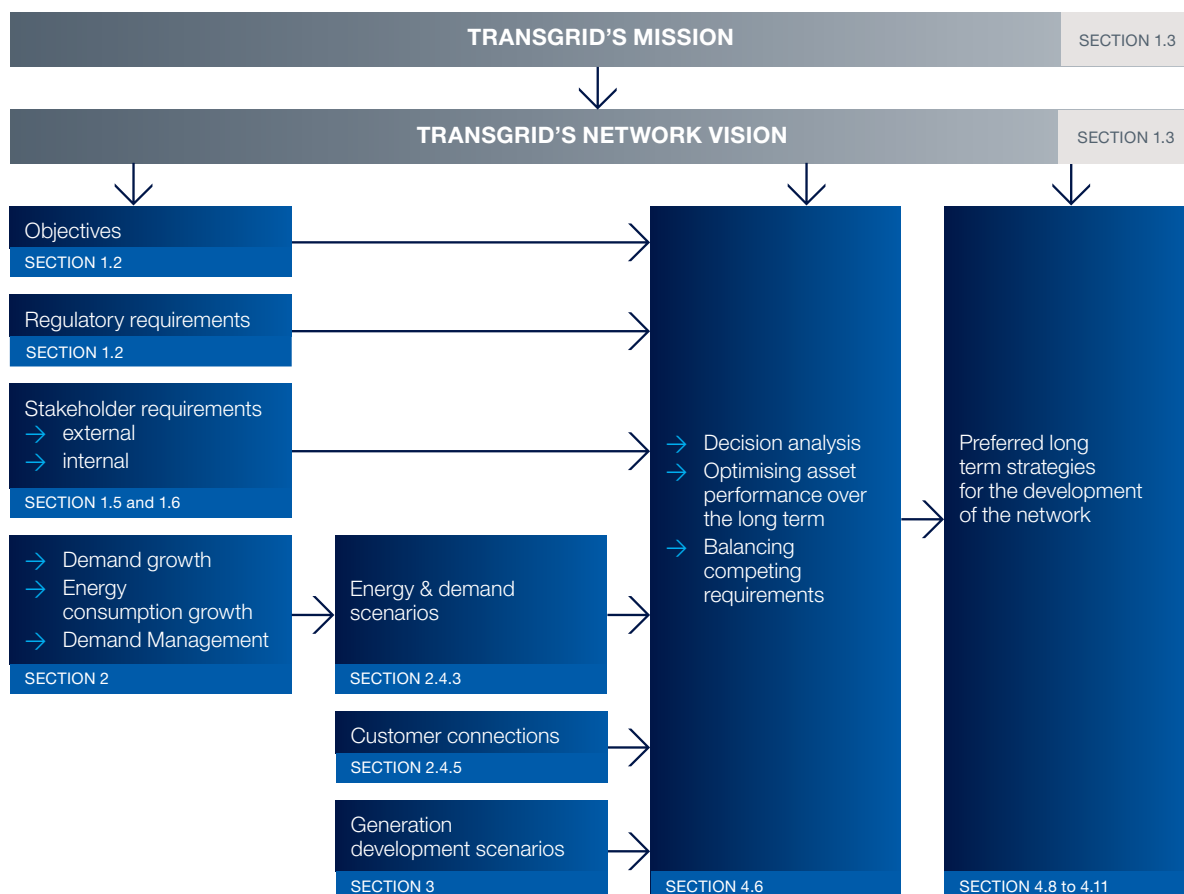 TRANSGRID'S MISSION
SECTION 1.3
TRANSGRID'S NETWORK VISION
SECTION 1.3
Objectives
SECTION 1.2
Regulatory requirements
SECTION 1.2
Stakeholder requirements
→ external
→ internal
SECTION 1.5 and 1.6
→ Demand growth
→ Energy
consumption growth
→ Demand Management
SECTION 2
Energy & demand
scenarios
SECTION 2.4.3
Customer connections
SECTION 2.4.5
Generation
development scenarios
SECTION 3
→ Decision analysis
→ Optimising asset
performance over
the long term
→ Balancing
competing
requirements
SECTION 4.6
Preferred long
term strategies
for the development
of the network
SECTION 4.8 to 4.11